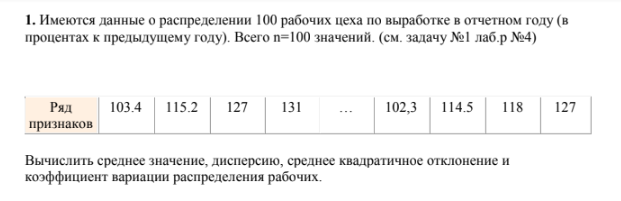 1. Имеются данные о распределении 100 рабочих цеха по выработке в отчетном году (в
процентах к предыдущему году). Всего n=100 значений. (см. задачу №1 лаб.р №4)
Ряд признаков 103.4 115.2 127 131 … 102,3 114.5 118 127
Вычислить среднее значение, дисперсию, среднее квадратичное отклонение и
коэффициент вариации распределения рабочих.